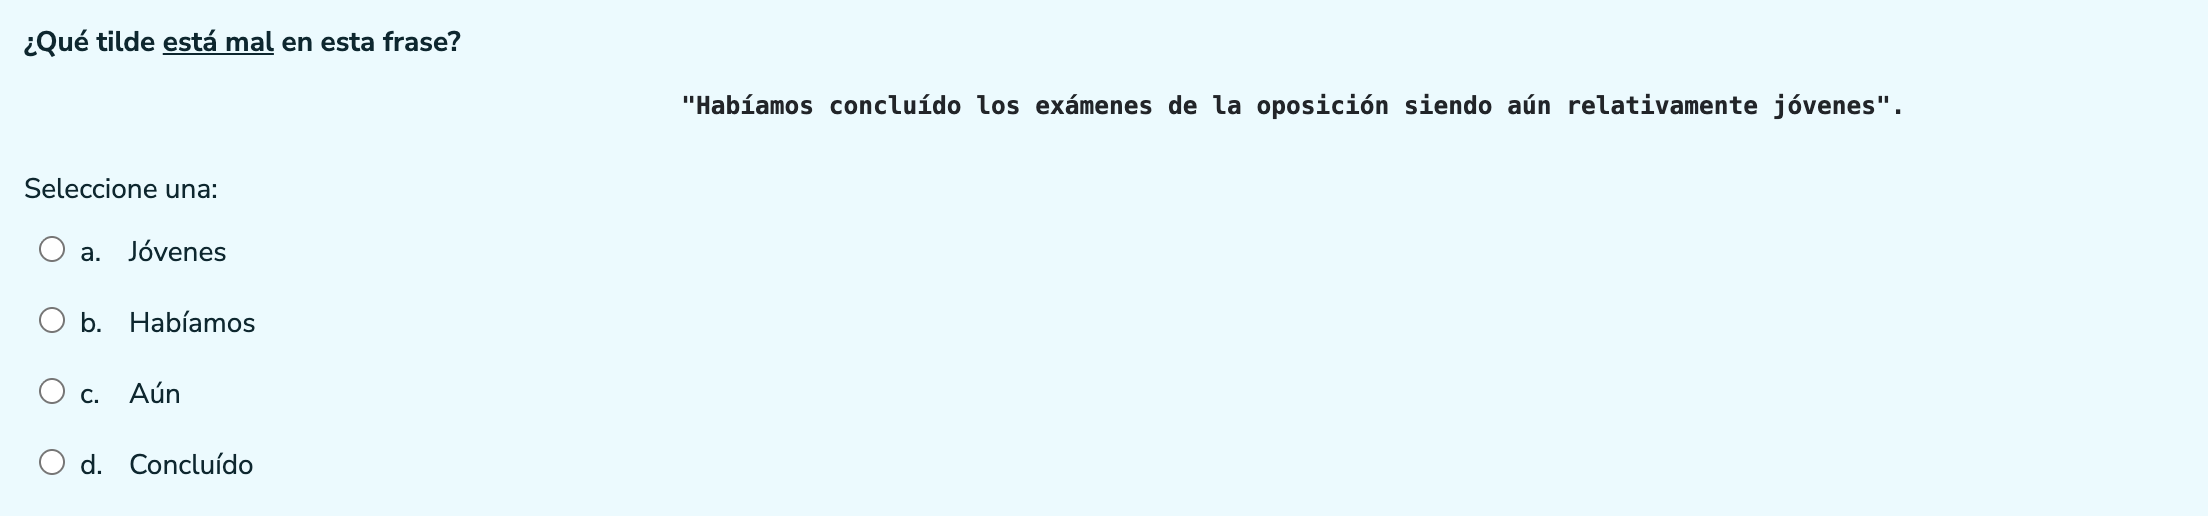 ¿Qué tilde está mal en esta frase?
"Habíamos concluído los exámenes de la oposición siendo aún relativamente jóvenes".
Seleccione una:
a. Jóvenes
b. Habíamos
c. Aún
d. Concluído